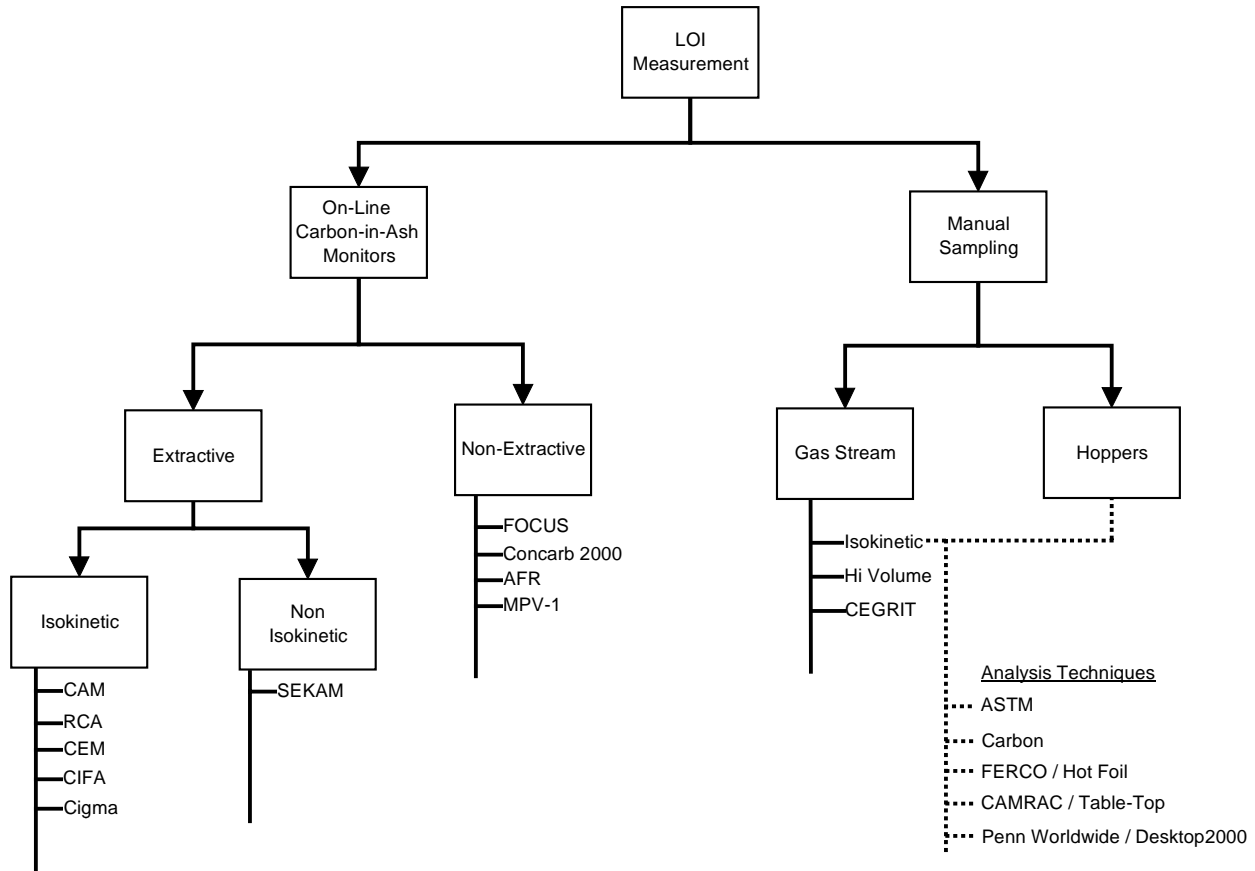 LOI
Measurement
On-Line
Carbon-in-Ash
Monitors
Manual
Sampling
Extractive
Non-Extractive
Gas Stream
Hoppers
FOCUS
Concarb 2000
AFR
MPV-1
Isokinetic
Hi Volume
CEGRIT
Isokinetic
Non
Isokinetic
CAM
RCA
CEM
CIFA
Cigma
SEKAM
Analysis Techniques
ASTM
Carbon
FERCO / Hot Foil
CAMRAC / Table-Top
Penn Worldwide / Desktop2000